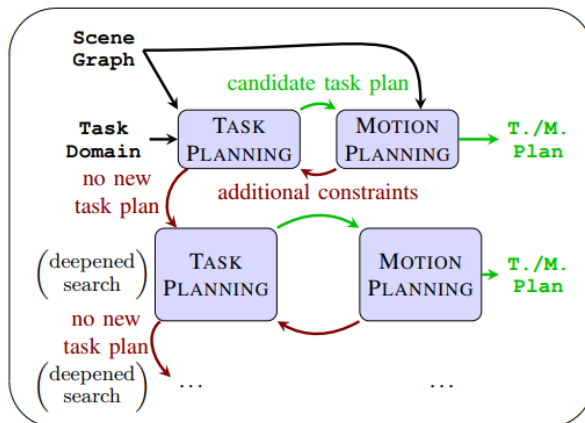 Scene
Graph
candidate task plan
Task
Domain
TASK
PLANNING
MOTION
PLANNING
T./M.
Plan
no new
task plan
additional constraints
(deepened
search)
TASK
PLANNING
MOTION
PLANNING
T./M.
Plan
no new
task plan
(deepened
search)
...
...